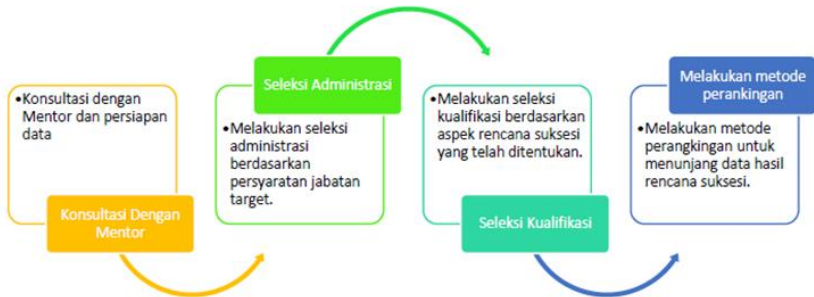 •Konsultasi dengan
Mentor dan persiapan
data
Konsultasi Dengan
Mentor
Seleksi Administrasi
•Melakukan seleksi
administrasi
berdasarkan
persyaratan jabatan
target.
•Melakukan seleksi
kualifikasi berdasarkan
aspek rencana suksesi
yang telah ditentukan.
Seleksi Kualifikasi
Melakukan metode
perankingan
•Melakukan metode
perangkingan untuk
menunjang data hasil
rencana suksesi.